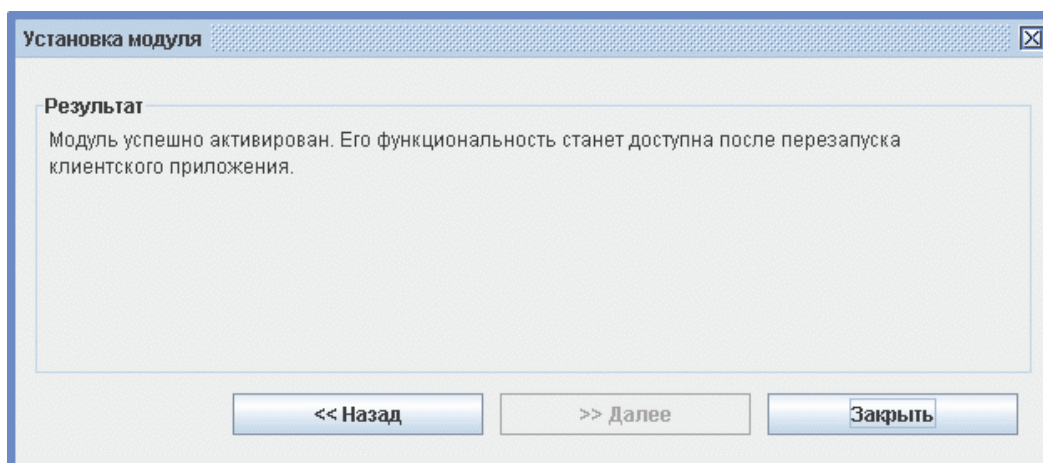 Установка модуля
Результат
Модуль успешно активирован. Его функциональность станет доступна после перезапуска
клиентского приложения.
<< Назад
>> Далее
Закрыть